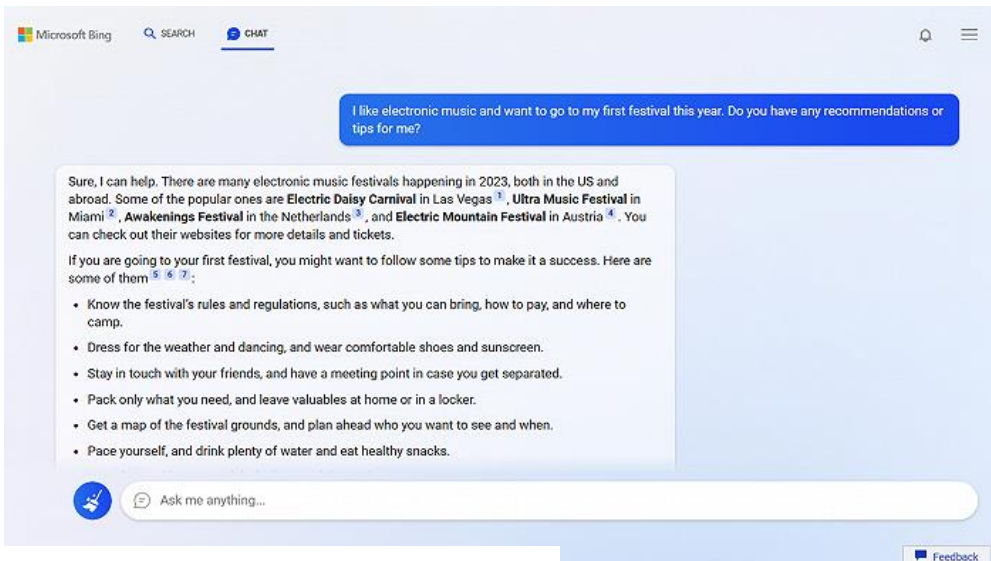 Microsoft Bing SEARCH CHAT
I like electronic music and want to go to my first festival this year. Do you have any recommendations or
tips for me?
Sure, I can help. There are many electronic music festivals happening in 2023, both in the US and
abroad. Some of the popular ones are Electric Daisy Carnival in Las Vegas 1 , Ultra Music Festival in
Miami 2 , Awakenings Festival in the Netherlands 3 , and Electric Mountain Festival in Austria 4 . You
can check out their websites for more details and tickets.
If you are going to your first festival, you might want to follow some tips to make it a success. Here are
some of them 5 6 7 :
• Know the festival's rules and regulations, such as what you can bring, how to pay, and where to
camp.
• Dress for the weather and dancing, and wear comfortable shoes and sunscreen.
• Stay in touch with your friends, and have a meeting point in case you get separated.
• Pack only what you need, and leave valuables at home or in a locker.
• Get a map of the festival grounds, and plan ahead who you want to see and when.
• Pace yourself, and drink plenty of water and eat healthy snacks.
Ask me anything...
Feedback